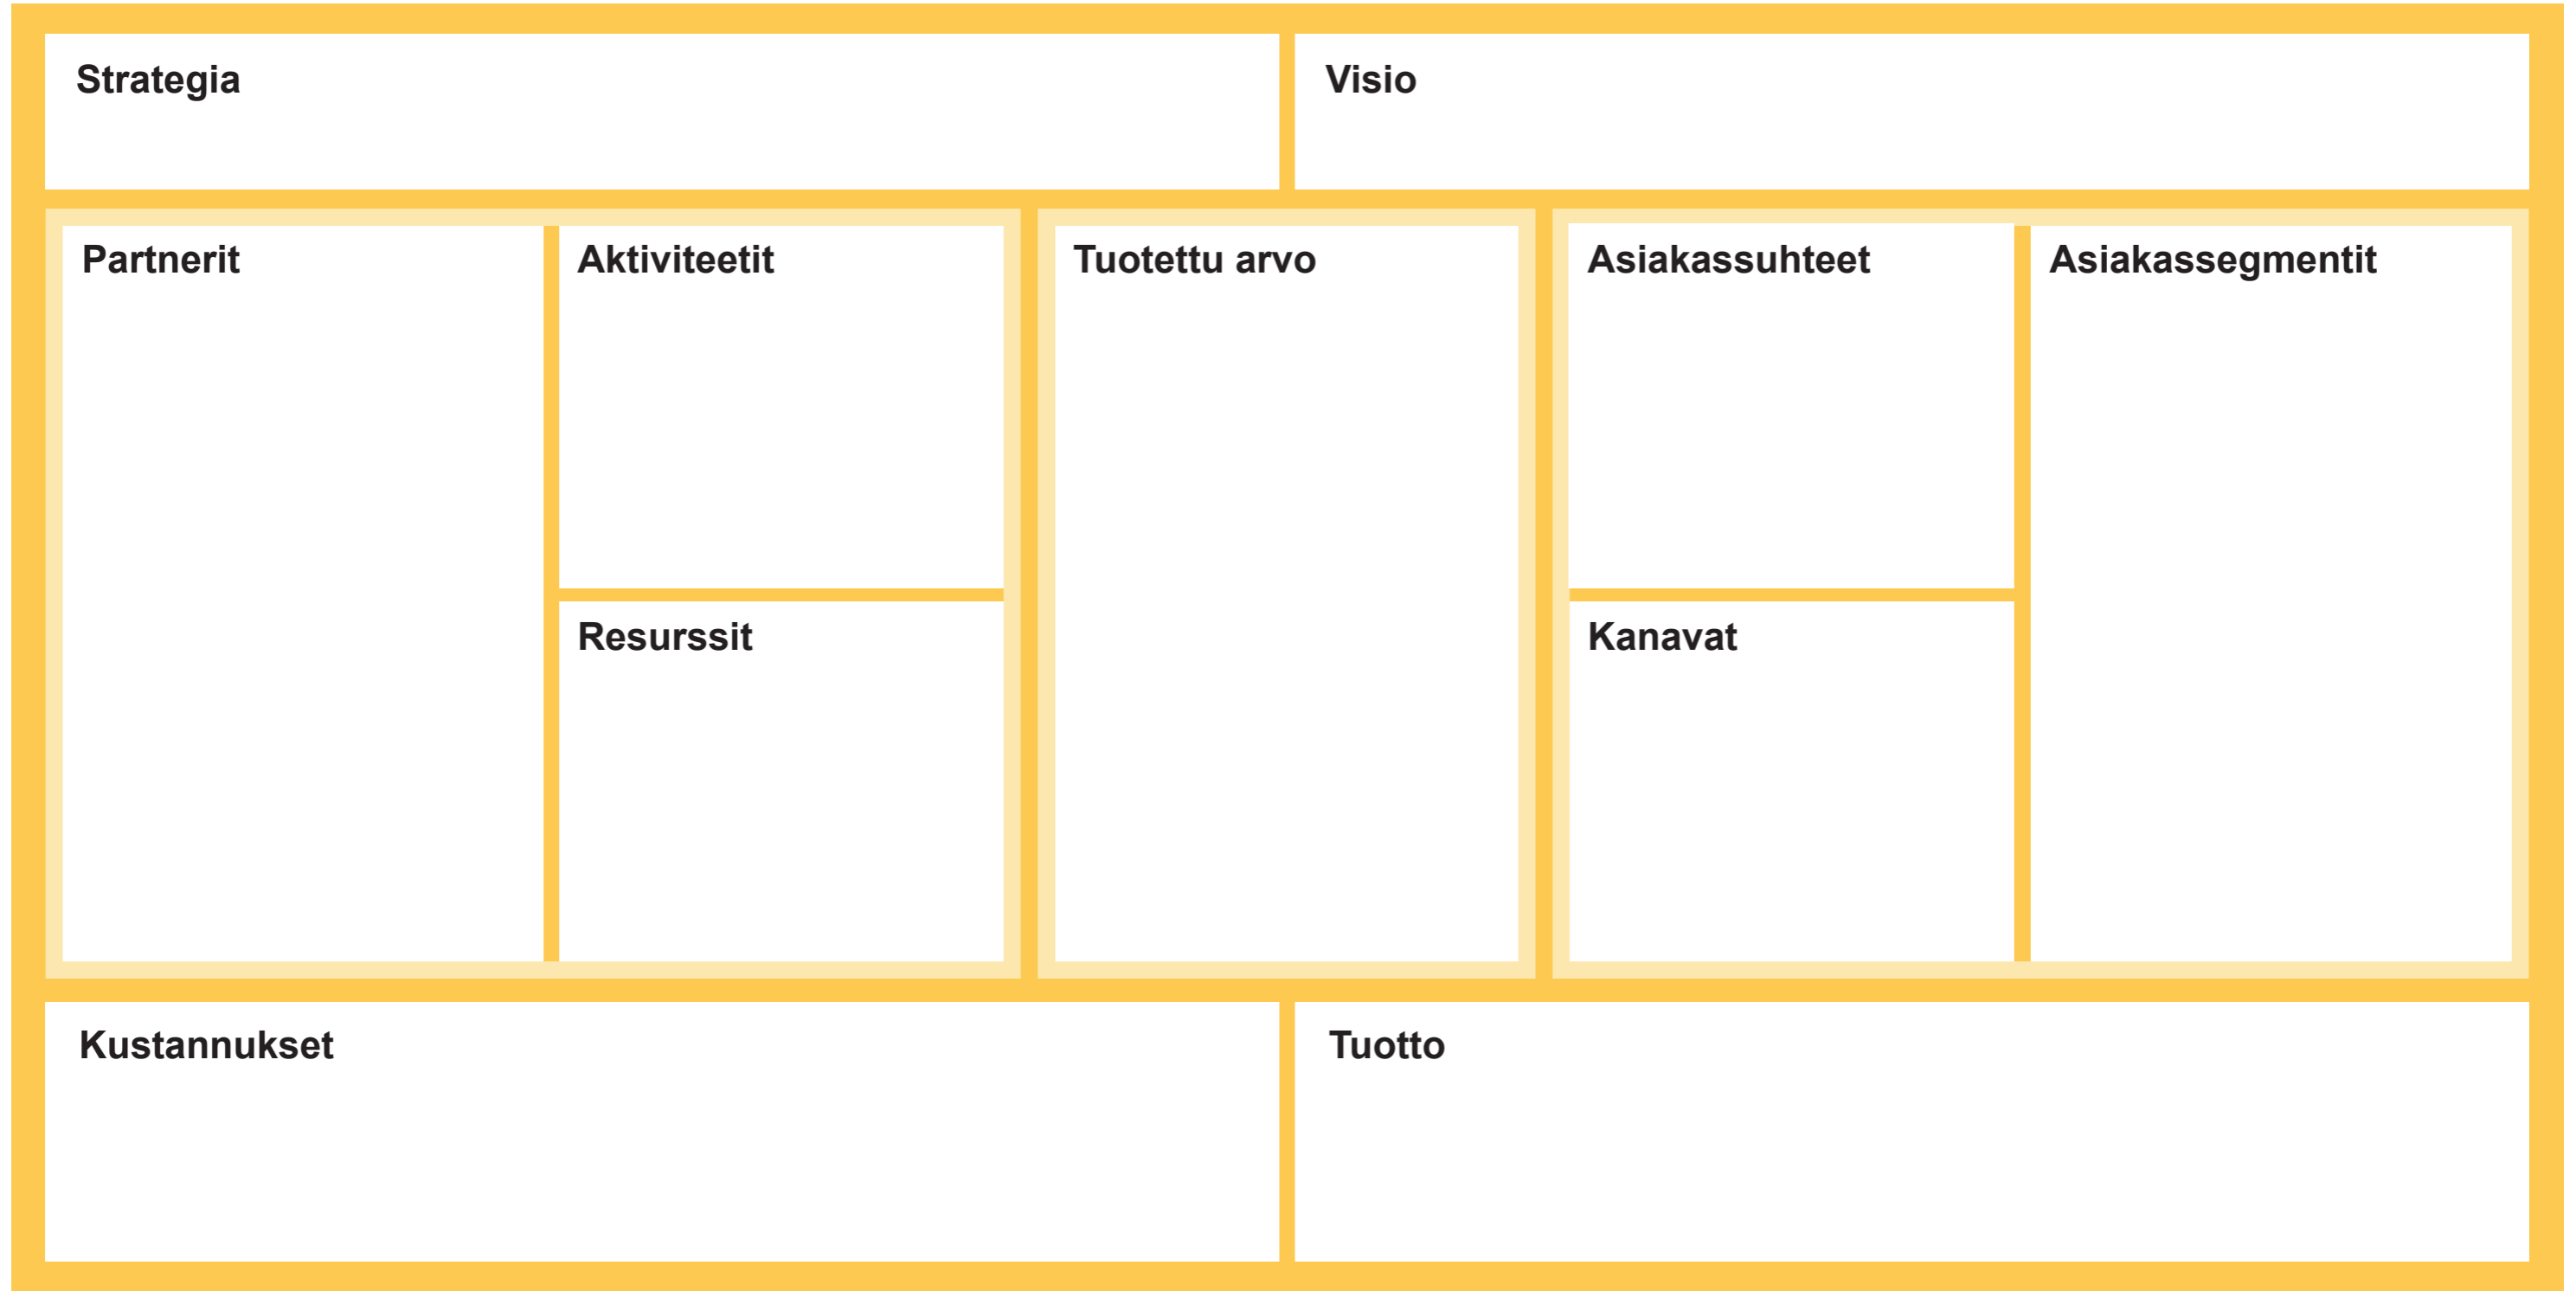 Strategia
Visio
Partnerit
Aktiviteetit
Resurssit
Tuotettu arvo
Asiakassuhteet
Kanavat
Asiakassegmentit
Kustannukset
Tuotto